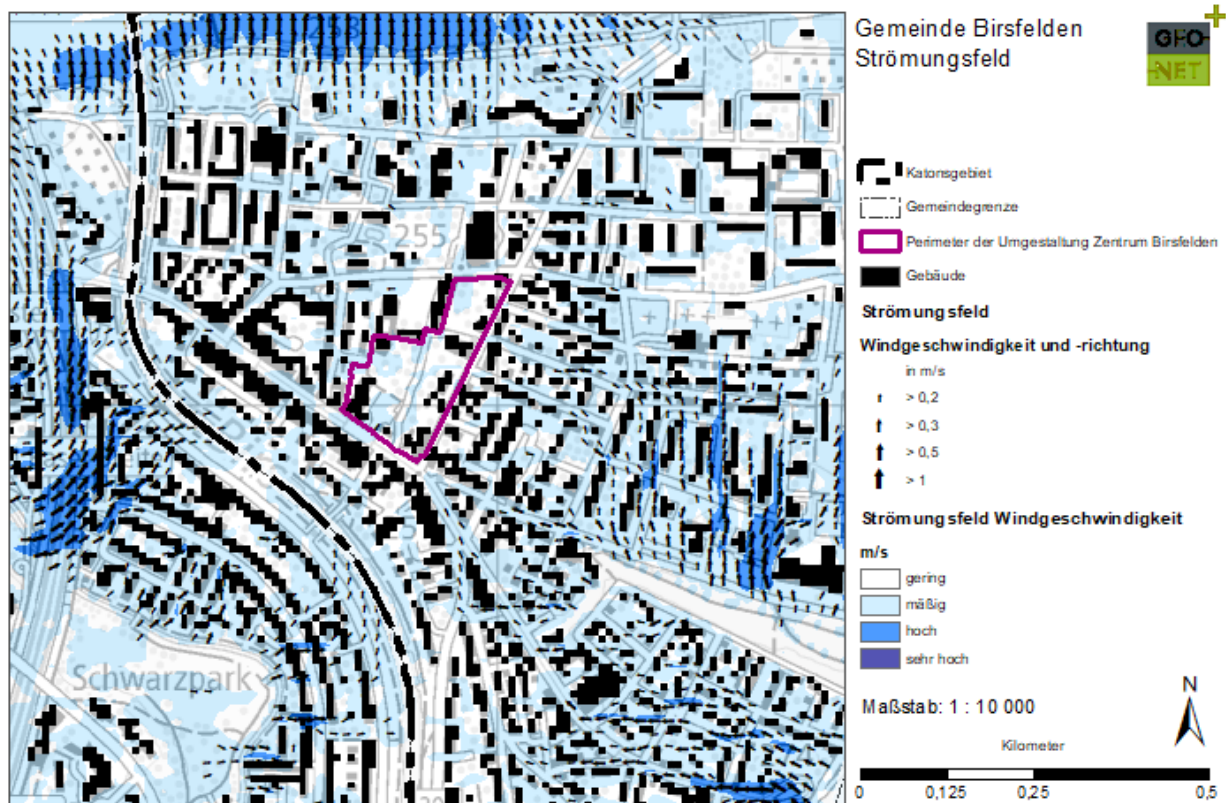 Gemeinde Birsfelden
Strömungsfeld
GEO
NET
Katonsgebiet
Gemeindegrenze
Perimeter der Umgestaltung Zentrum Birsfelden
Gebäude
Strömungsfeld
Windgeschwindigkeit und -richtung
in m/s
> 0,2
> 0,3
> 0,5
> 1
Strömungsfeld Windgeschwindigkeit
m/s
gering
mäßig
hoch
sehr hoch
N
Maßstab: 1 : 10 000
Kilometer
0 0,125 0,25 0,5
258
255
Schwarzpark